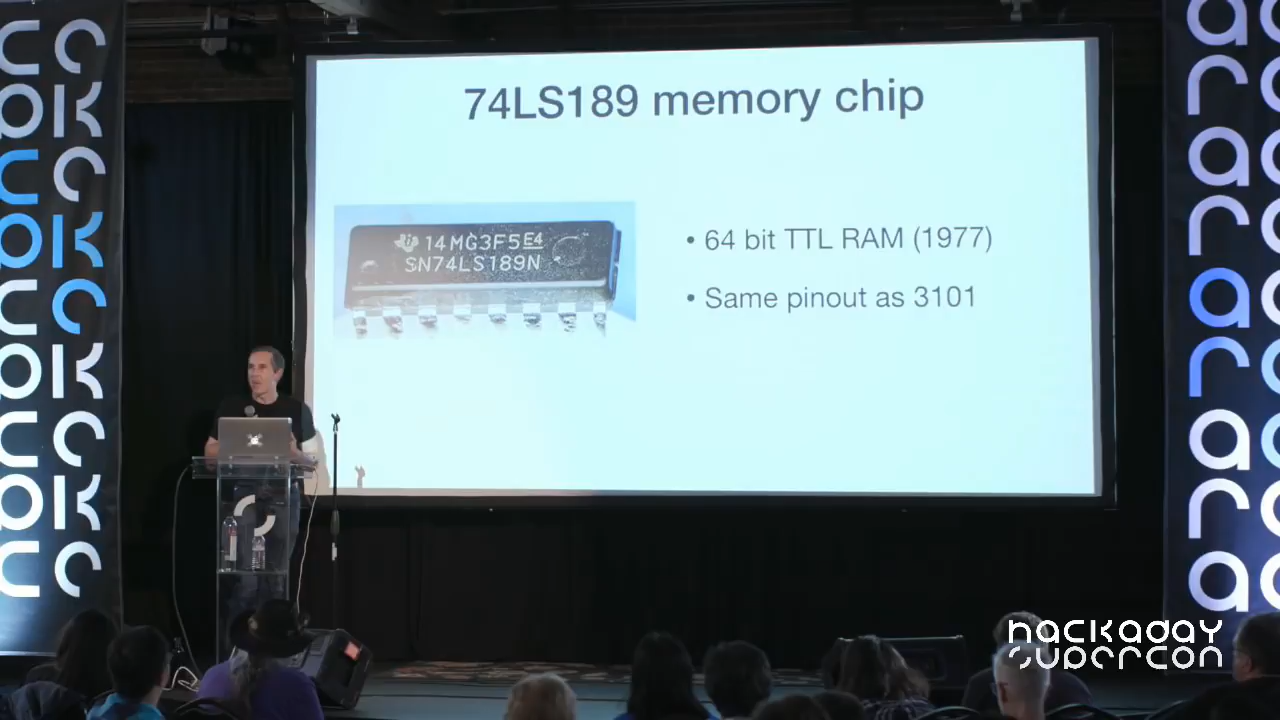 74LS189 memory chip
14MG3F5E4
SN74LS189N
• 64 bit TTL RAM (1977)
• Same pinout as 3101
hackaday
supercon